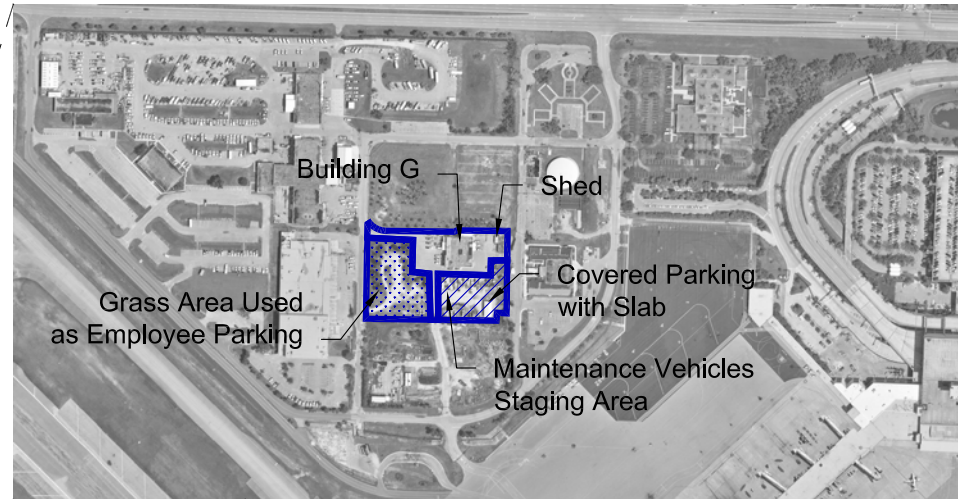 Building G
Shed
Grass Area Used
as Employee Parking
Covered Parking
with Slab
Maintenance Vehicles
Staging Area